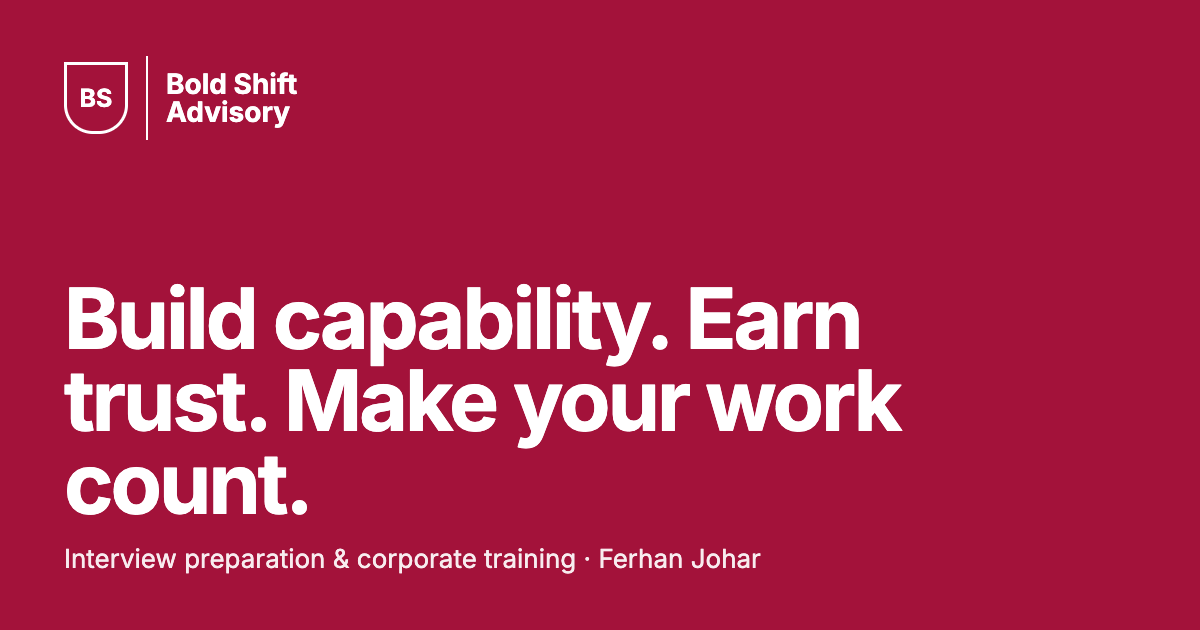 BS
Bold Shift
Advisory
Build capability. Earn
trust. Make your work
count.
Interview preparation & corporate training · Ferhan Johar